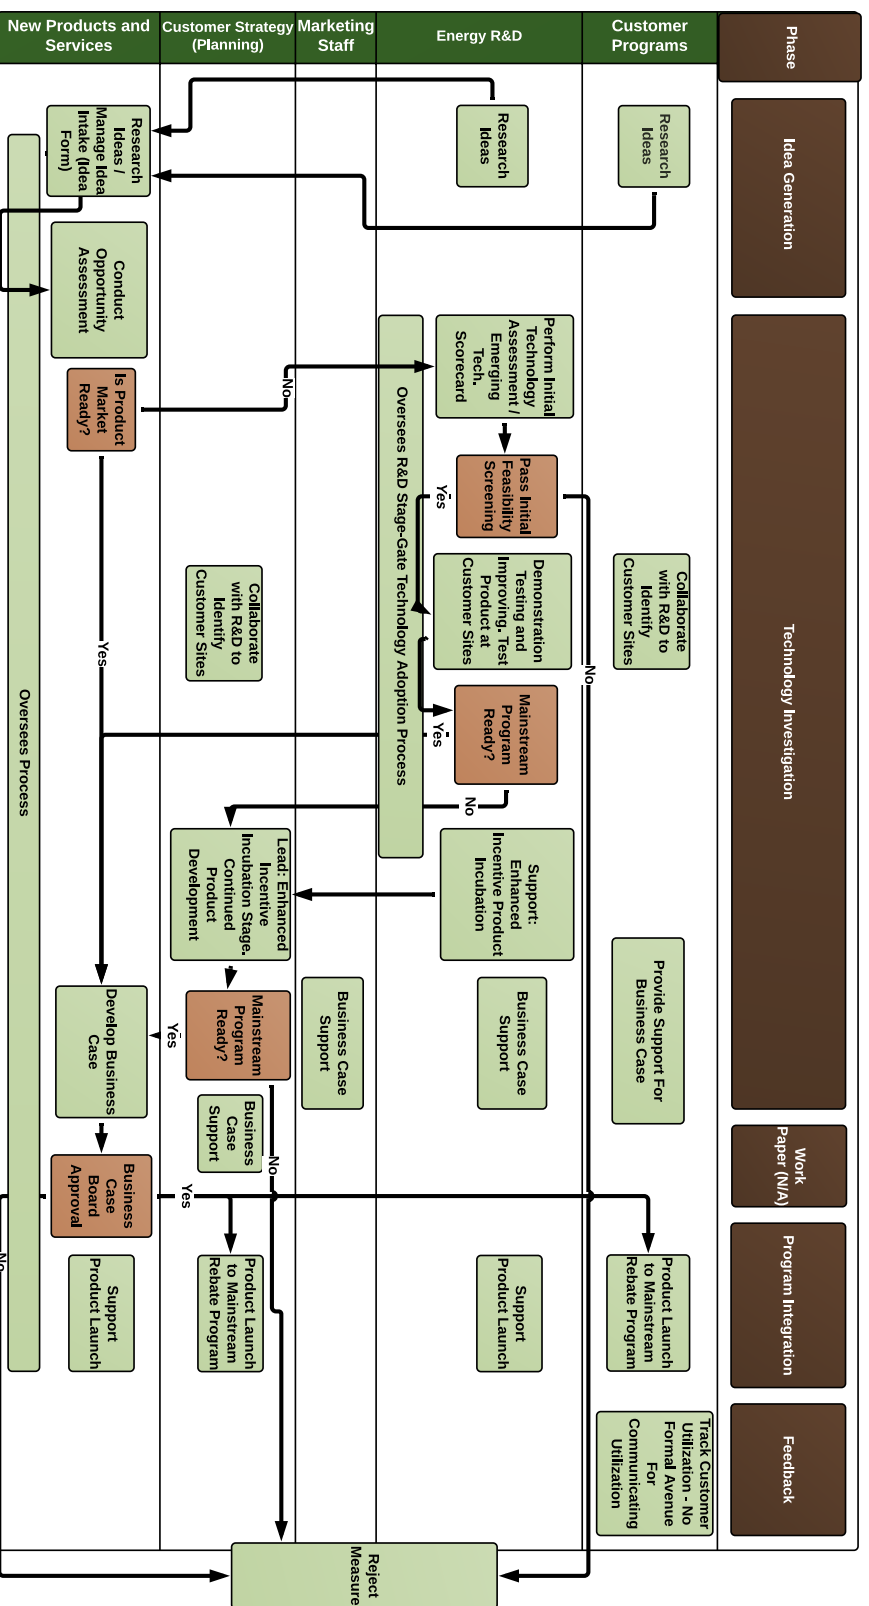 New Products and
Services
Customer Strategy
(Planning)
Marketing
Staff
Energy R&D
Customer
Programs
Phase
Idea Generation
Technology Investigation
Work
Paper (N/A)
Program Integration
Feedback
Research
Ideas
Collaborate
with R&D to
Identify
Customer Sites
Provide Support For
Business Case
Product Launch
to Mainstream
Rebate Program
Track Customer
Utilization - No
Formal Avenue
For
Communicating
Utilization
Research
Ideas
Perform Initial
Technology
Assessment /
Emerging
Tech.
Scorecard
Pass Initial
Feasibility
Screening
No
Yes
Demonstration
Testing and
Improving. Test
Product at
Customer Sites
Mainstream
Program
Ready?
Yes
No
Support:
Enhanced
Incentive Product
Incubation
Business Case
Support
Support
Product Launch
Oversees R&D Stage-Gate Technology Adoption Process
Business Case
Support
No
Collaborate
with R&D to
Identify
Customer Sites
Lead: Enhanced
Incentive
Incubation Stage.
Continued
Product
Development
Mainstream
Program
Ready?
Yes
No
Business
Case
Support
Yes
Product Launch
to Mainstream
Rebate Program
Research
Ideas /
Manage Idea
Intake (Idea
Form)
Conduct
Opportunity
Assessment
Is Product
Market
Ready?
Yes
Develop Business
Case
Business
Case
Board
Approval
Support
Product Launch
Oversees Process
No
Reject
Measure